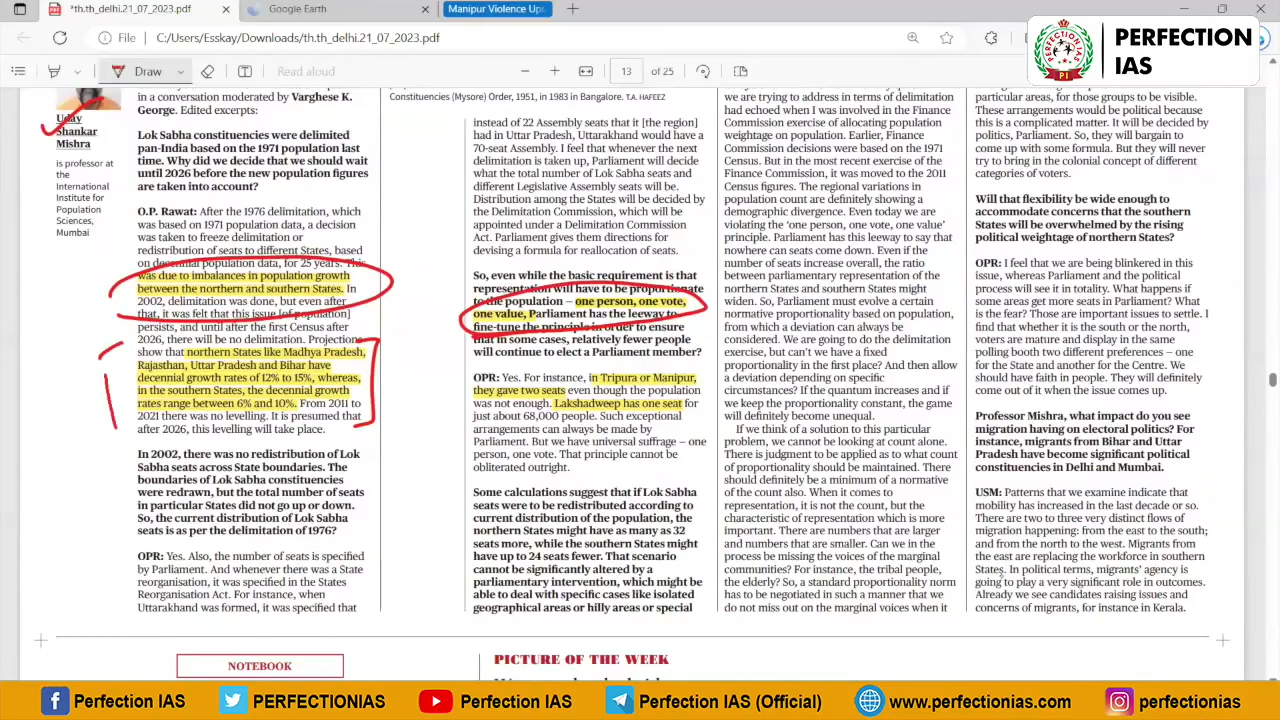 *th.th_delhi.21_07_2023.pdf
Google Earth
Manipur Violence Ups
File
C:/Users/Esskay/Downloads/th.th_delhi.21_07_2023.pdf
Draw
Read aloud
13
of 25
PERFECTION
IAS
Uday
Shankar
Mishra
is professor at
the
International
Institute for
Population
Sciences,
Mumbai
in a conversation moderated by Varghese K.
George. Edited excerpts:
Lok Sabha constituencies were delimited
pan-India based on the 1971 population last
time. Why did we decide that we should wait
until 2026 before the new population figures
are taken into account?
O.P. Rawat: After the 1976 delimitation, which
was based on 1971 population data, a decision
was taken to freeze delimitation or
redistribution of seats to different States, based
on decennial population data, for 25 years. This
was due to imbalances in population growth
between the northern and southern States. In
2002, delimitation was done, but even after
that, it was felt that this issue [of population]
persists, and until after the first Census after
2026, there will be no delimitation. Projections
show that northern States like Madhya Pradesh,
Rajasthan, Uttar Pradesh and Bihar have
decennial growth rates of 12% to 15%, whereas,
in the southern States, the decennial growth
rates range between 6% and 10%. From 2011 to
2021 there was no levelling. It is presumed that
after 2026, this levelling will take place.
In 2002, there was no redistribution of Lok
Sabha seats across State boundaries. The
boundaries of Lok Sabha constituencies
were redrawn, but the total number of seats
in particular States did not go up or down.
So, the current distribution of Lok Sabha
seats is as per the delimitation of 1976?
OPR: Yes. Also, the number of seats is specified
by Parliament. And whenever there was a State
reorganisation, it was specified in the States
Reorganisation Act. For instance, when
Uttarakhand was formed, it was specified that
Constituencies (Mysore) Order, 1951, in 1983 in Bangalore. T.A. HAFEEZ
instead of 22 Assembly seats that it [the region]
had in Uttar Pradesh, Uttarakhand would have a
70-seat Assembly. I feel that whenever the next
delimitation is taken up, Parliament will decide
what the total number of Lok Sabha seats and
different Legislative Assembly seats will be.
Distribution among the States will be decided by
the Delimitation Commission, which will be
appointed under a Delimitation Commission
Act. Parliament gives them directions for
devising a formula for reallocation of seats.
So, even while the basic requirement is that
representation will have to be proportionate
to the population – one person, one vote,
one value, Parliament has the leeway to
fine-tune the principle in order to ensure
that in some cases, relatively fewer people
will continue to elect a Parliament member?
OPR: Yes. For instance, in Tripura or Manipur,
they gave two seats even though the population
was not enough. Lakshadweep has one seat for
just about 68,000 people. Such exceptional
arrangements can always be made by
Parliament. But we have universal suffrage – one
person, one vote. That principle cannot be
obliterated outright.
Some calculations suggest that if Lok Sabha
seats were to be redistributed according to
current distribution of the population, the
northern States might have as many as 32
seats more, while the southern States might
have up to 24 seats fewer. That scenario
cannot be significantly altered by a
parliamentary intervention, which might be
able to deal with specific cases like isolated
geographical areas or hilly areas or special
we are trying to address in terms of delimitation
had echoed when I was involved in the Finance
Commission exercise of allocating population
weightage on population. Earlier, Finance
Commission decisions were based on the 1971
Census. But in the most recent exercise of the
Finance Commission, it was moved to the 2011
Census figures. The regional variations in
population count are definitely showing a
demographic divergence. Even today we are
violating the 'one person, one vote, one value'
principle. Parliament has this leeway to say that
nowhere can seats come down. Even if the
number of seats increase overall, the ratio
between parliamentary representation of the
northern States and southern States might
widen. So, Parliament must evolve a certain
normative proportionality based on population,
from which a deviation can always be
considered. We are going to do the delimitation
exercise, but can't we have a fixed
proportionality in the first place? And then allow
a deviation depending on specific
circumstances? If the quantum increases and if
we keep the proportionality constant, the game
will definitely become unequal.
If we think of a solution to this particular
problem, we cannot be looking at count alone.
There is judgment to be applied as to what count
of proportionality should be maintained. There
should definitely be a minimum of a normative
of the count also. When it comes to
representation, it is not the count, but the
characteristic of representation which is more
important. There are numbers that are larger
and numbers that are smaller. Can we in the
process be missing the voices of the marginal
communities? For instance, the tribal people,
the elderly? So, a standard proportionality norm
has to be negotiated in such a manner that we
do not miss out on the marginal voices when it
particular areas, for those groups to be visible.
These arrangements would be political because
this is a complicated matter. It will be decided by
politics, Parliament. So, they will bargain to
come up with some formula. But they will never
try to bring in the colonial concept of different
categories of voters.
Will that flexibility be wide enough to
accommodate concerns that the southern
States will be overwhelmed by the rising
political weightage of northern States?
OPR: I feel that we are being blinkered in this
issue, whereas Parliament and the political
process will see it in totality. What happens if
some areas get more seats in Parliament? What
is the fear? Those are important issues to settle. I
find that whether it is the south or the north,
voters are mature and display in the same
polling booth two different preferences – one
for the State and another for the Centre. We
should have faith in people. They will definitely
come out of it when the issue comes up.
Professor Mishra, what impact do you see
migration having on electoral politics? For
instance, migrants from Bihar and Uttar
Pradesh have become significant political
constituencies in Delhi and Mumbai.
USM: Patterns that we examine indicate that
mobility has increased in the last decade or so.
There are two to three very distinct flows of
migration happening: from the east to the south;
and from the north to the west. Migrants from
the east are replacing the workforce in southern
States. In political terms, migrants' agency is
going to play a very significant role in outcomes.
Already we see candidates raising issues and
concerns of migrants, for instance in Kerala.
NOTEBOOK
PICTURE OF THE WEEK
Perfection IAS
PERFECTIONIAS
Perfection IAS
Perfection IAS (Official)
www.perfectionias.com
perfectionias